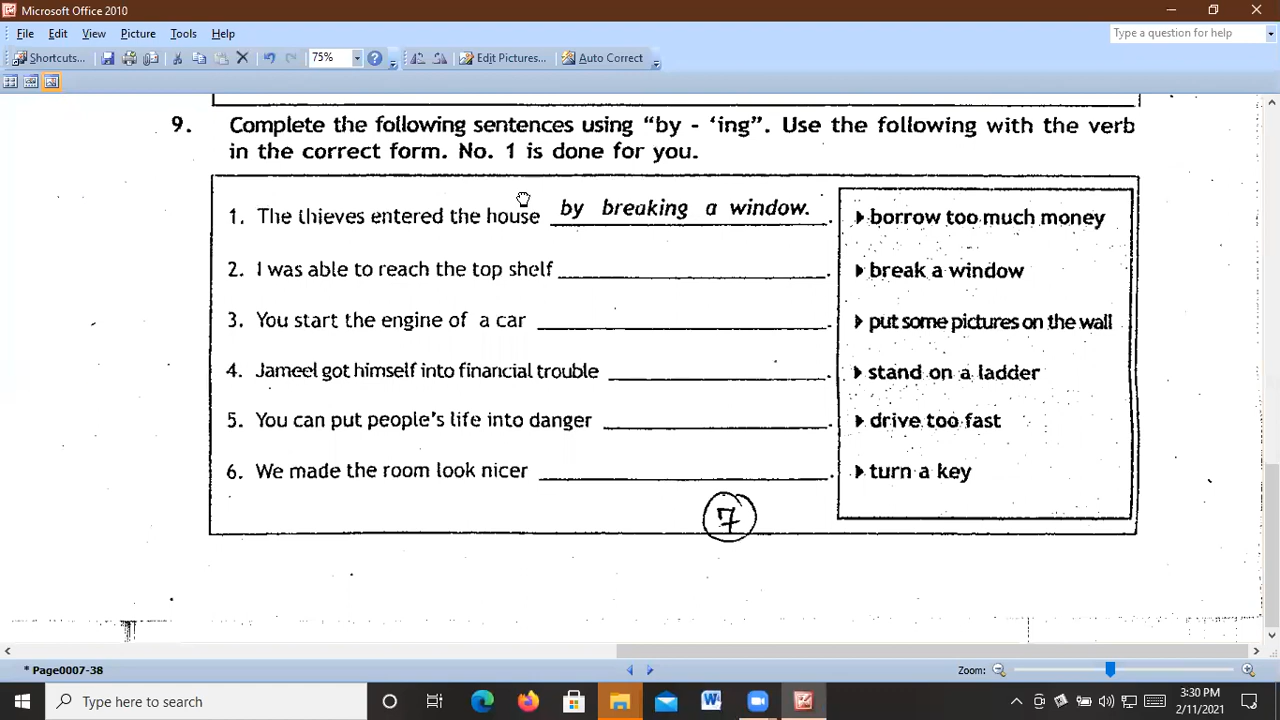 Microsoft Office 2010
File Edit View Picture Tools Help
Type a question for help
Shortcuts... 75% Edit Pictures... Auto Correct
9. Complete the following sentences using "by - 'ing". Use the following with the verb
in the correct form. No. 1 is done for you.
1. The thieves entered the house by breaking a window. .
2. I was able to reach the top shelf ______ .
3. You start the engine of a car ______ .
4. Jameel got himself into financial trouble ______ .
5. You can put people's life into danger ______ .
6. We made the room look nicer ______ .
borrow too much money
break a window
put some pictures on the wall
stand on a ladder
drive too fast
turn a key
7
* Page0007-38
Zoom:
Type here to search
3:30 PM
2/11/2021